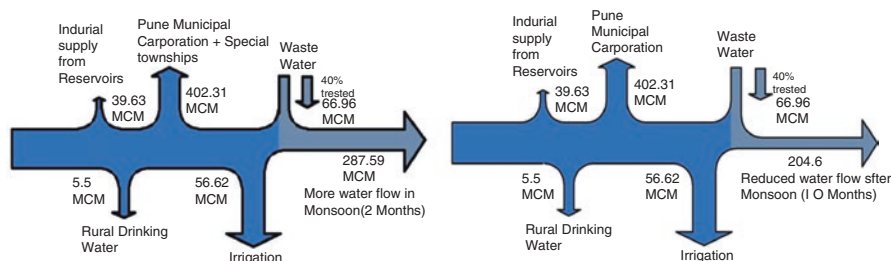 Indurial
supply
from
Reservoirs
Pune Municipal
Carporation + Special
townships
Waste
Water
40%
trested
39.63
MCM
402.31
MCM
66.96
MCM
5.5
MCM
56.62
MCM
287.59
MCM
More water flow in
Monsoon(2 Months)
Rural Drinking
Water
Irrigation
Indurial
supply
from
Reservoirs
Pune
Municipal
Carporation
Waste
Water
40%
trested
39.63
MCM
402.31
MCM
66.96
MCM
5.5
MCM
56.62
MCM
204.6
Reduced water flow sfter
Monsoon (I O Months)
Rural Drinking
Water
Irrigation